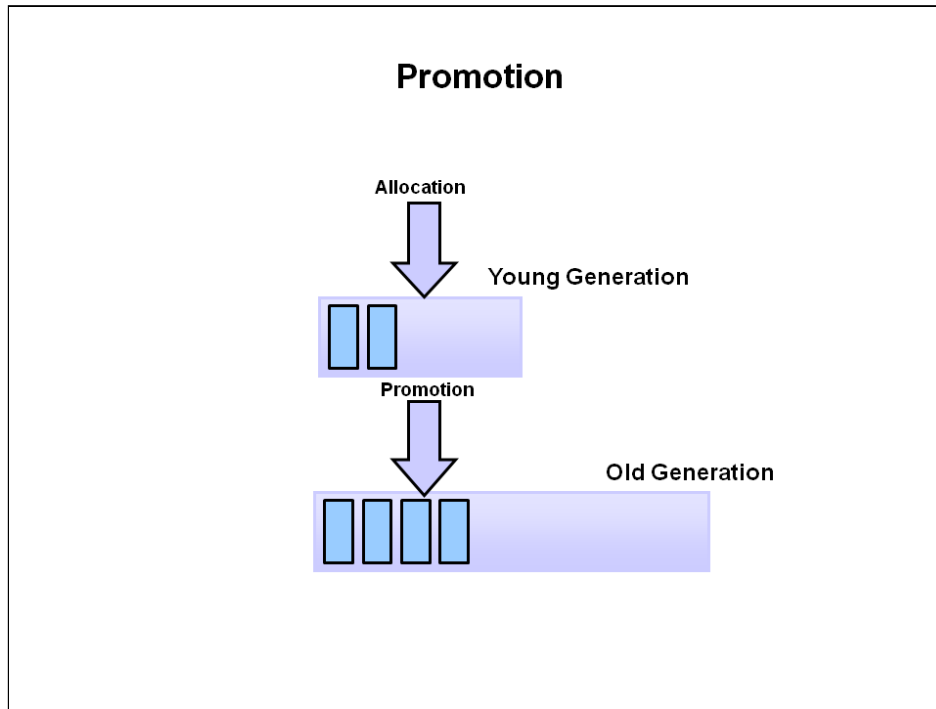 Promotion
Allocation
Young Generation
Promotion
Old Generation